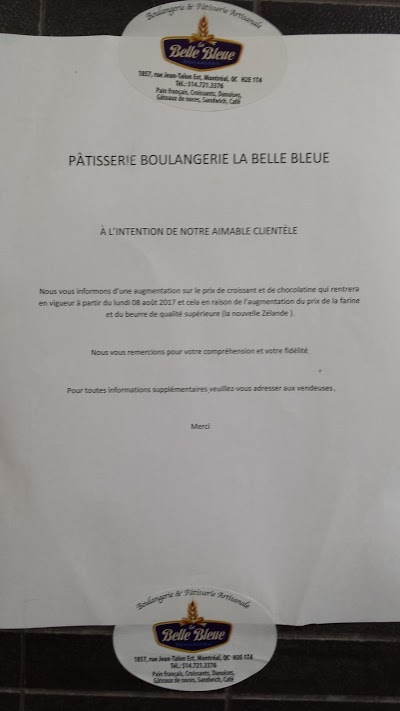 Boulangerie & Pâtisserie Artisanale
La
Belle Bleue
1857, rue Jean-Talon Est, Montréal, QC H2E 1T4
Tél.: 514.721.3376
Pain français, Croissants, Danoises,
Gâteaux de noces, Sandwich, Café
PÂTISSERIE BOULANGERIE LA BELLE BLEUE
À L'INTENTION DE NOTRE AIMABLE CLIENTÈLE
Nous vous informons d'une augmentation sur le prix de croissant et de chocolatine qui rentrera
en vigueur à partir du lundi 08 août 2017 et cela en raison de l'augmentation du prix de la farine
et du beurre de qualité supérieure (la nouvelle Zélande ).
Nous vous remercions pour votre compréhension et votre fidélité
Pour toutes informations supplémentaires veuillez-vous adresser aux vendeuses .
Merci
Boulangerie & Pâtisserie Artisanale
La
Belle Bleue
1857, rue Jean-Talon Est, Montréal, QC H2E 1T4
Tél.: 514.721.3376
Pain français, Croissants, Danoises,
Gâteaux de noces, Sandwich, Café